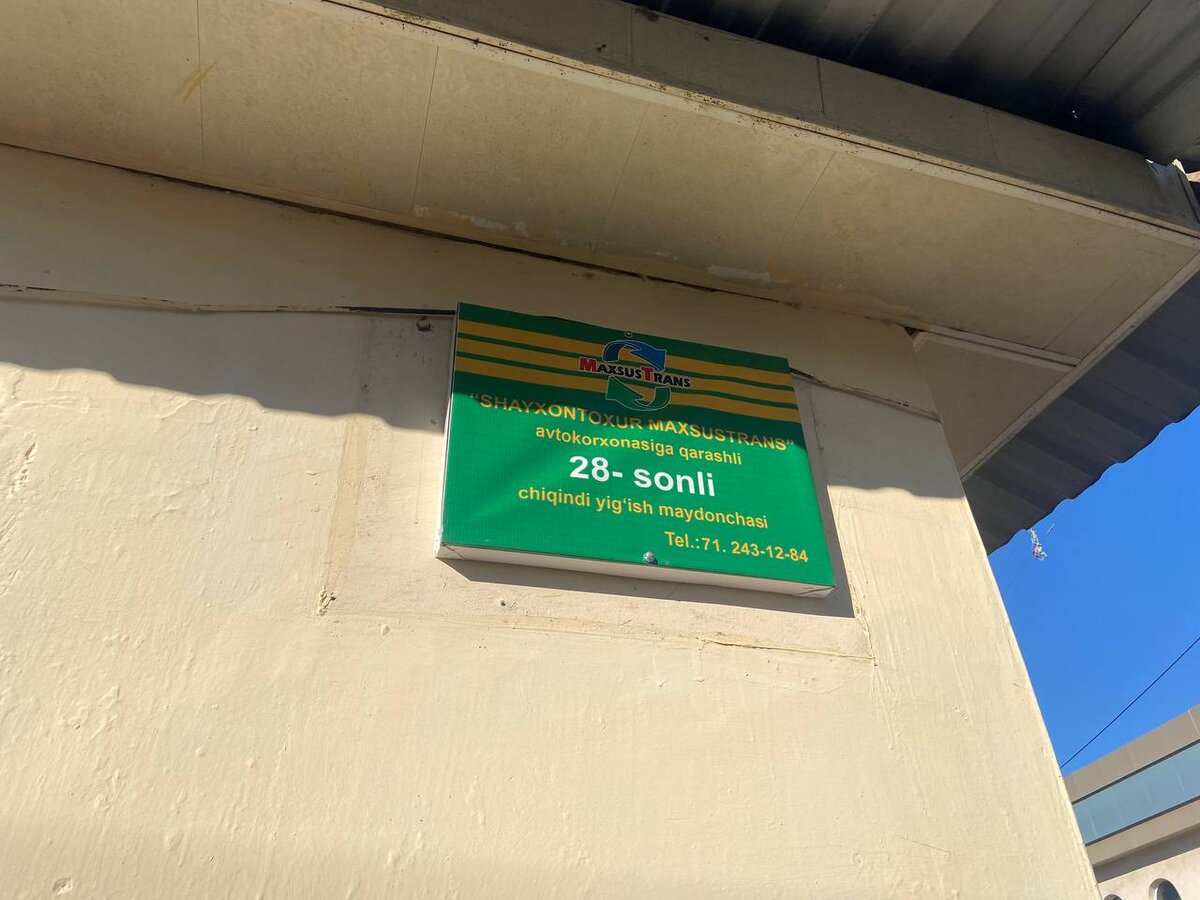 MAXSUSTRANS
“SHAYXONTOXUR MAXSUSTRANS”
avtokorxonasiga qarashli
28- sonli
chiqindi yig‘ish maydonchasi
Tel.:71. 243-12-84